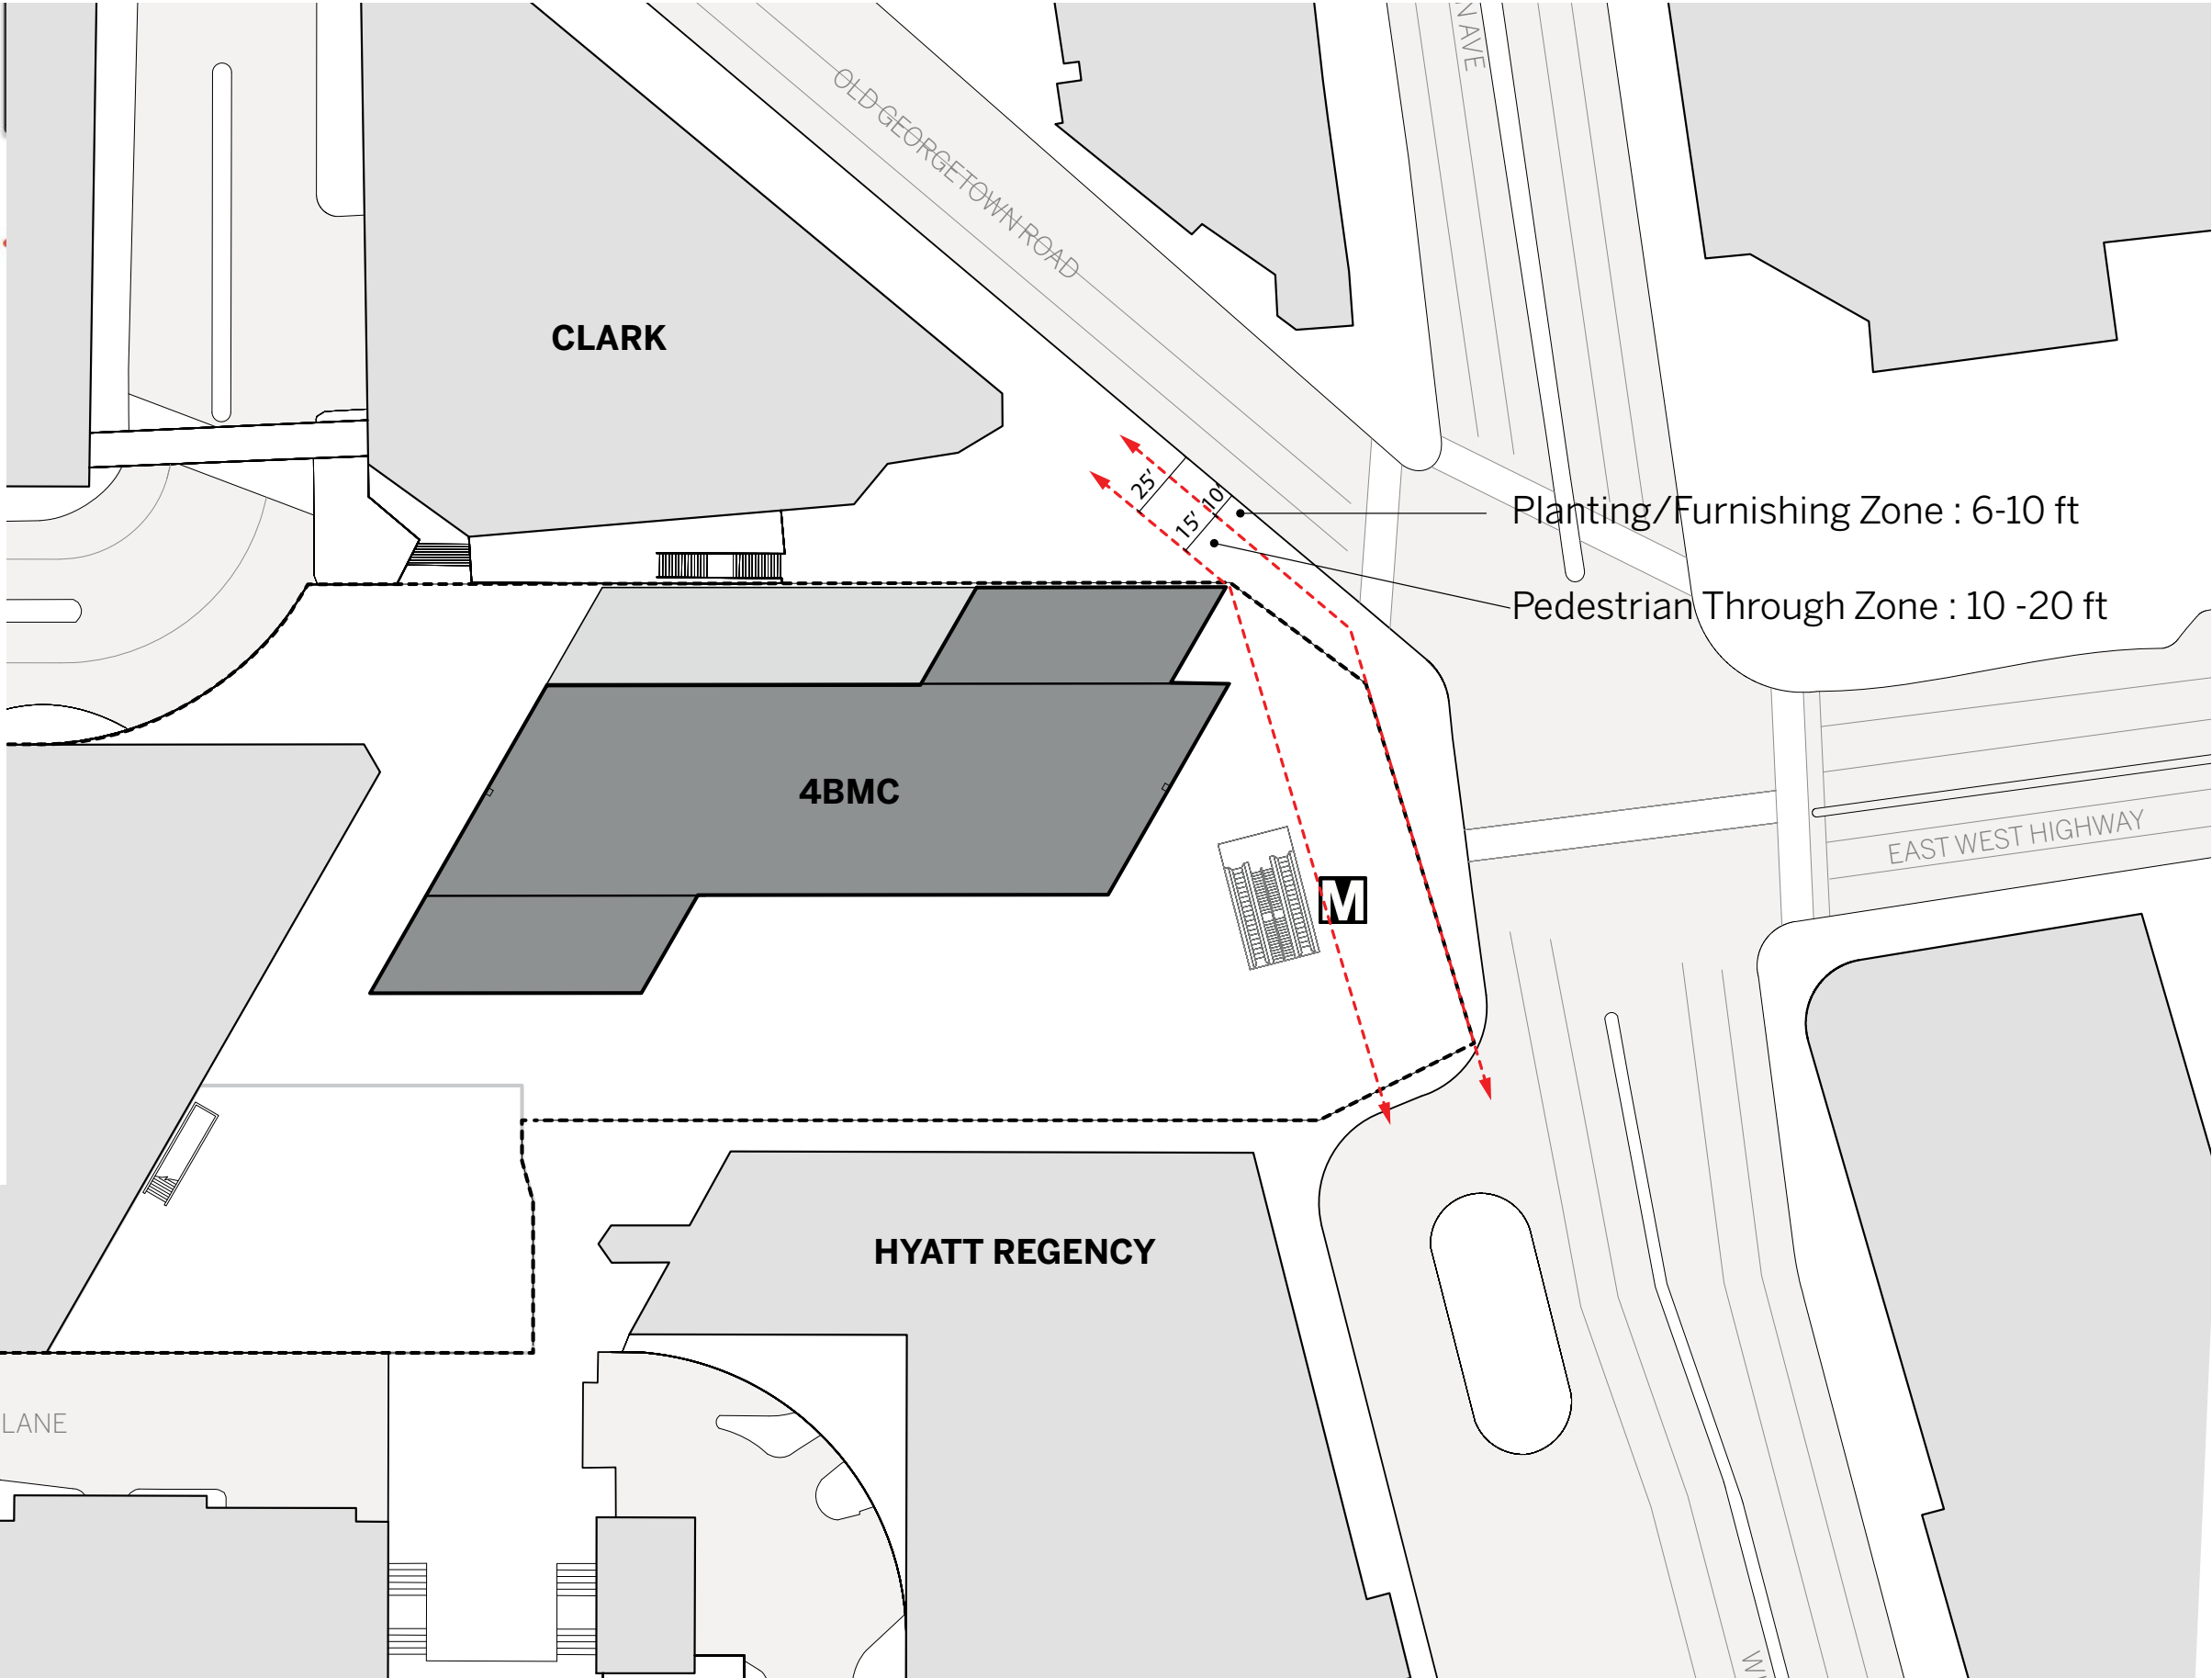 N AVE
OLD GEORGETOWN ROAD
CLARK
25'
10'
15'
Planting/Furnishing Zone : 6-10 ft
Pedestrian Through Zone : 10 -20 ft
4BMC
EAST WEST HIGHWAY
M
HYATT REGENCY
LANE